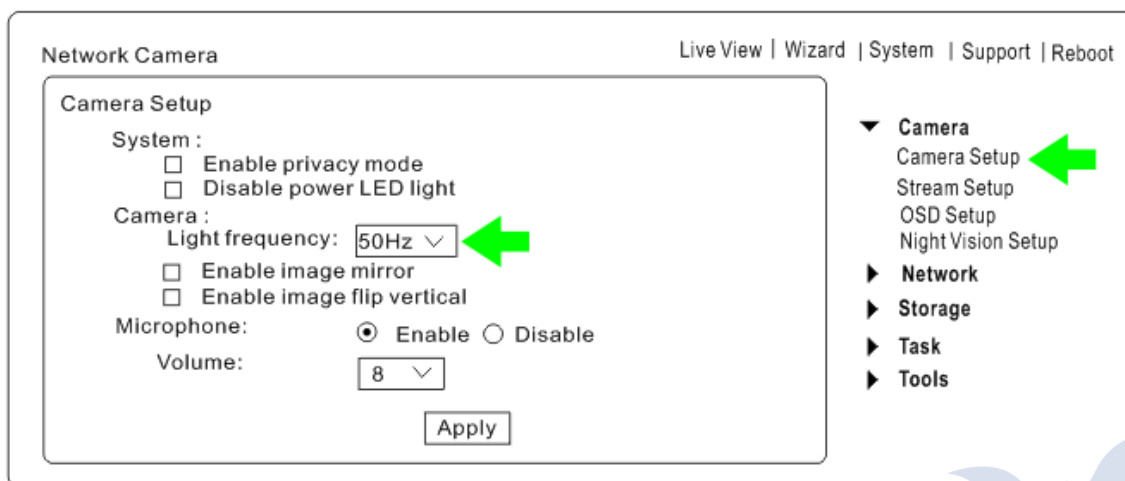 Network Camera
Live View | Wizard | System | Support | Reboot
Camera Setup
System :
Enable privacy mode
Disable power LED light
Camera :
Light frequency: 50Hz
Enable image mirror
Enable image flip vertical
Microphone: Enable Disable
Volume: 8
Apply
Camera
Camera Setup
Stream Setup
OSD Setup
Night Vision Setup
Network
Storage
Task
Tools